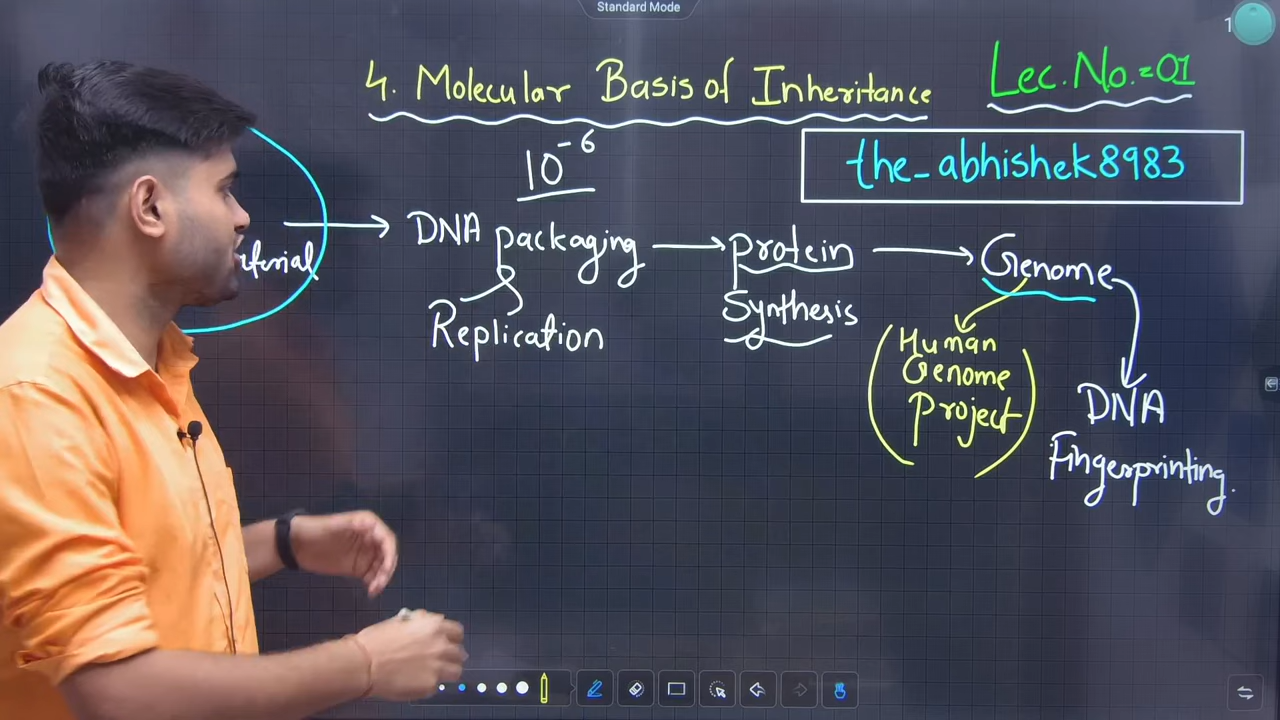 Standard Mode
1
4. Molecular Basis of Inheritance
Lec.No.=01
10⁻⁶
the_abhishek8983
DNA packaging
Replication
protein
Synthesis
Genome
Human
Genome
Project
DNA
Fingerprinting.